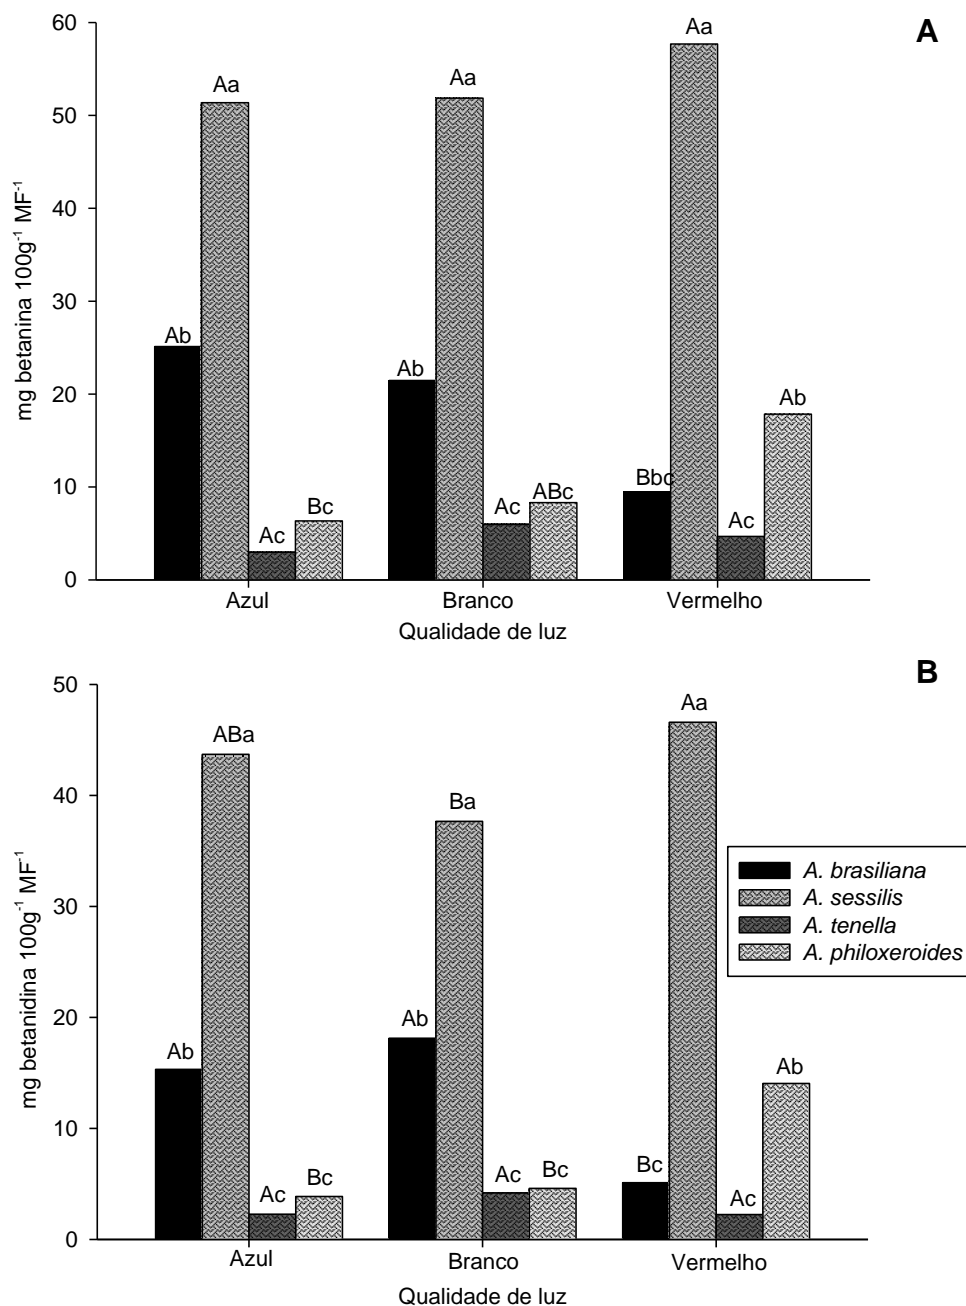 A
mg betanina 100g⁻¹ MF⁻¹
60
50
40
30
20
10
0
Ab
Aa
Ac
Bc
Ab
Aa
Ac
ABc
Bbc
Aa
Ac
Ab
Azul Branco Vermelho
Qualidade de luz
B
mg betanidina 100g⁻¹ MF⁻¹
50
40
30
20
10
0
Ab
ABa
Ac
Bc
Ab
Ba
Ac
Bc
Bc
Aa
Ac
Ab
A. brasiliana
A. sessilis
A. tenella
A. philoxeroides
Azul Branco Vermelho
Qualidade de luz